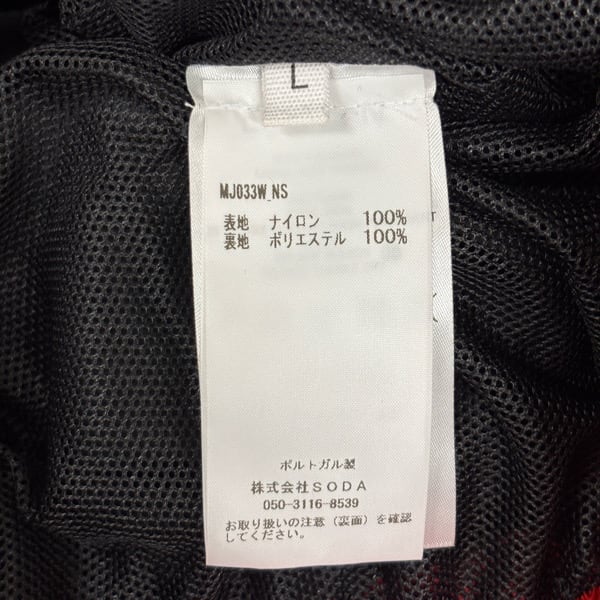 L
MJ033W_NS
表地 ナイロン 100%
裏地 ポリエステル 100%
ポルトガル製
株式会社SODA
050-3116-8539
お取り扱いの注意(裏面)を確認
してください。